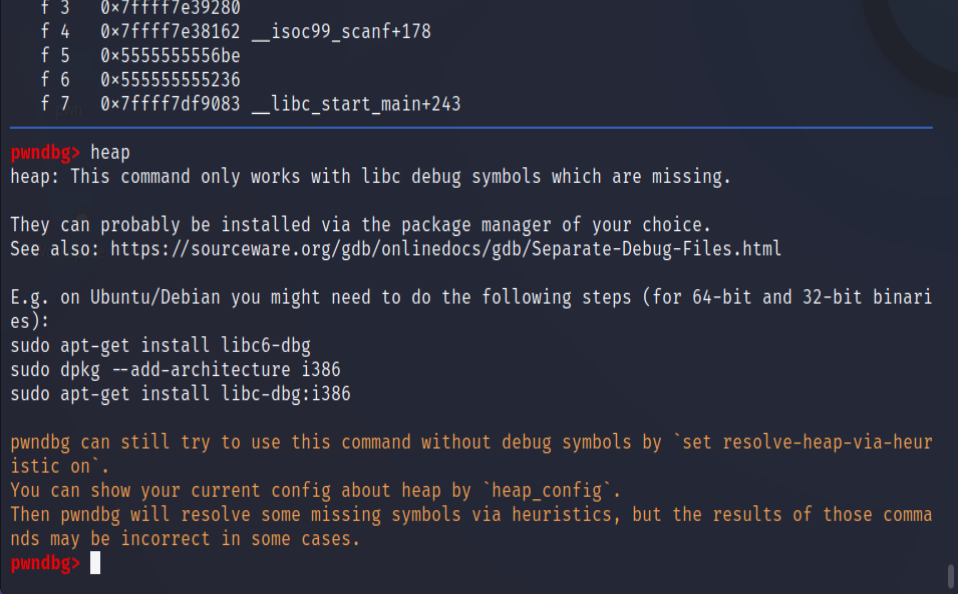 f 3   0x7ffff7e39280
f 4   0x7ffff7e38162 __isoc99_scanf+178
f 5   0x5555555556be
f 6   0x555555555236
f 7   0x7ffff7df9083 __libc_start_main+243
pwndbg> heap
heap: This command only works with libc debug symbols which are missing.
They can probably be installed via the package manager of your choice.
See also: https://sourceware.org/gdb/onlinedocs/gdb/Separate-Debug-Files.html
E.g. on Ubuntu/Debian you might need to do the following steps (for 64-bit and 32-bit binari
es):
sudo apt-get install libc6-dbg
sudo dpkg --add-architecture i386
sudo apt-get install libc-dbg:i386
pwndbg can still try to use this command without debug symbols by `set resolve-heap-via-heur
istic on`.
You can show your current config about heap by `heap_config`.
Then pwndbg will resolve some missing symbols via heuristics, but the results of those comma
nds may be incorrect in some cases.
pwndbg>